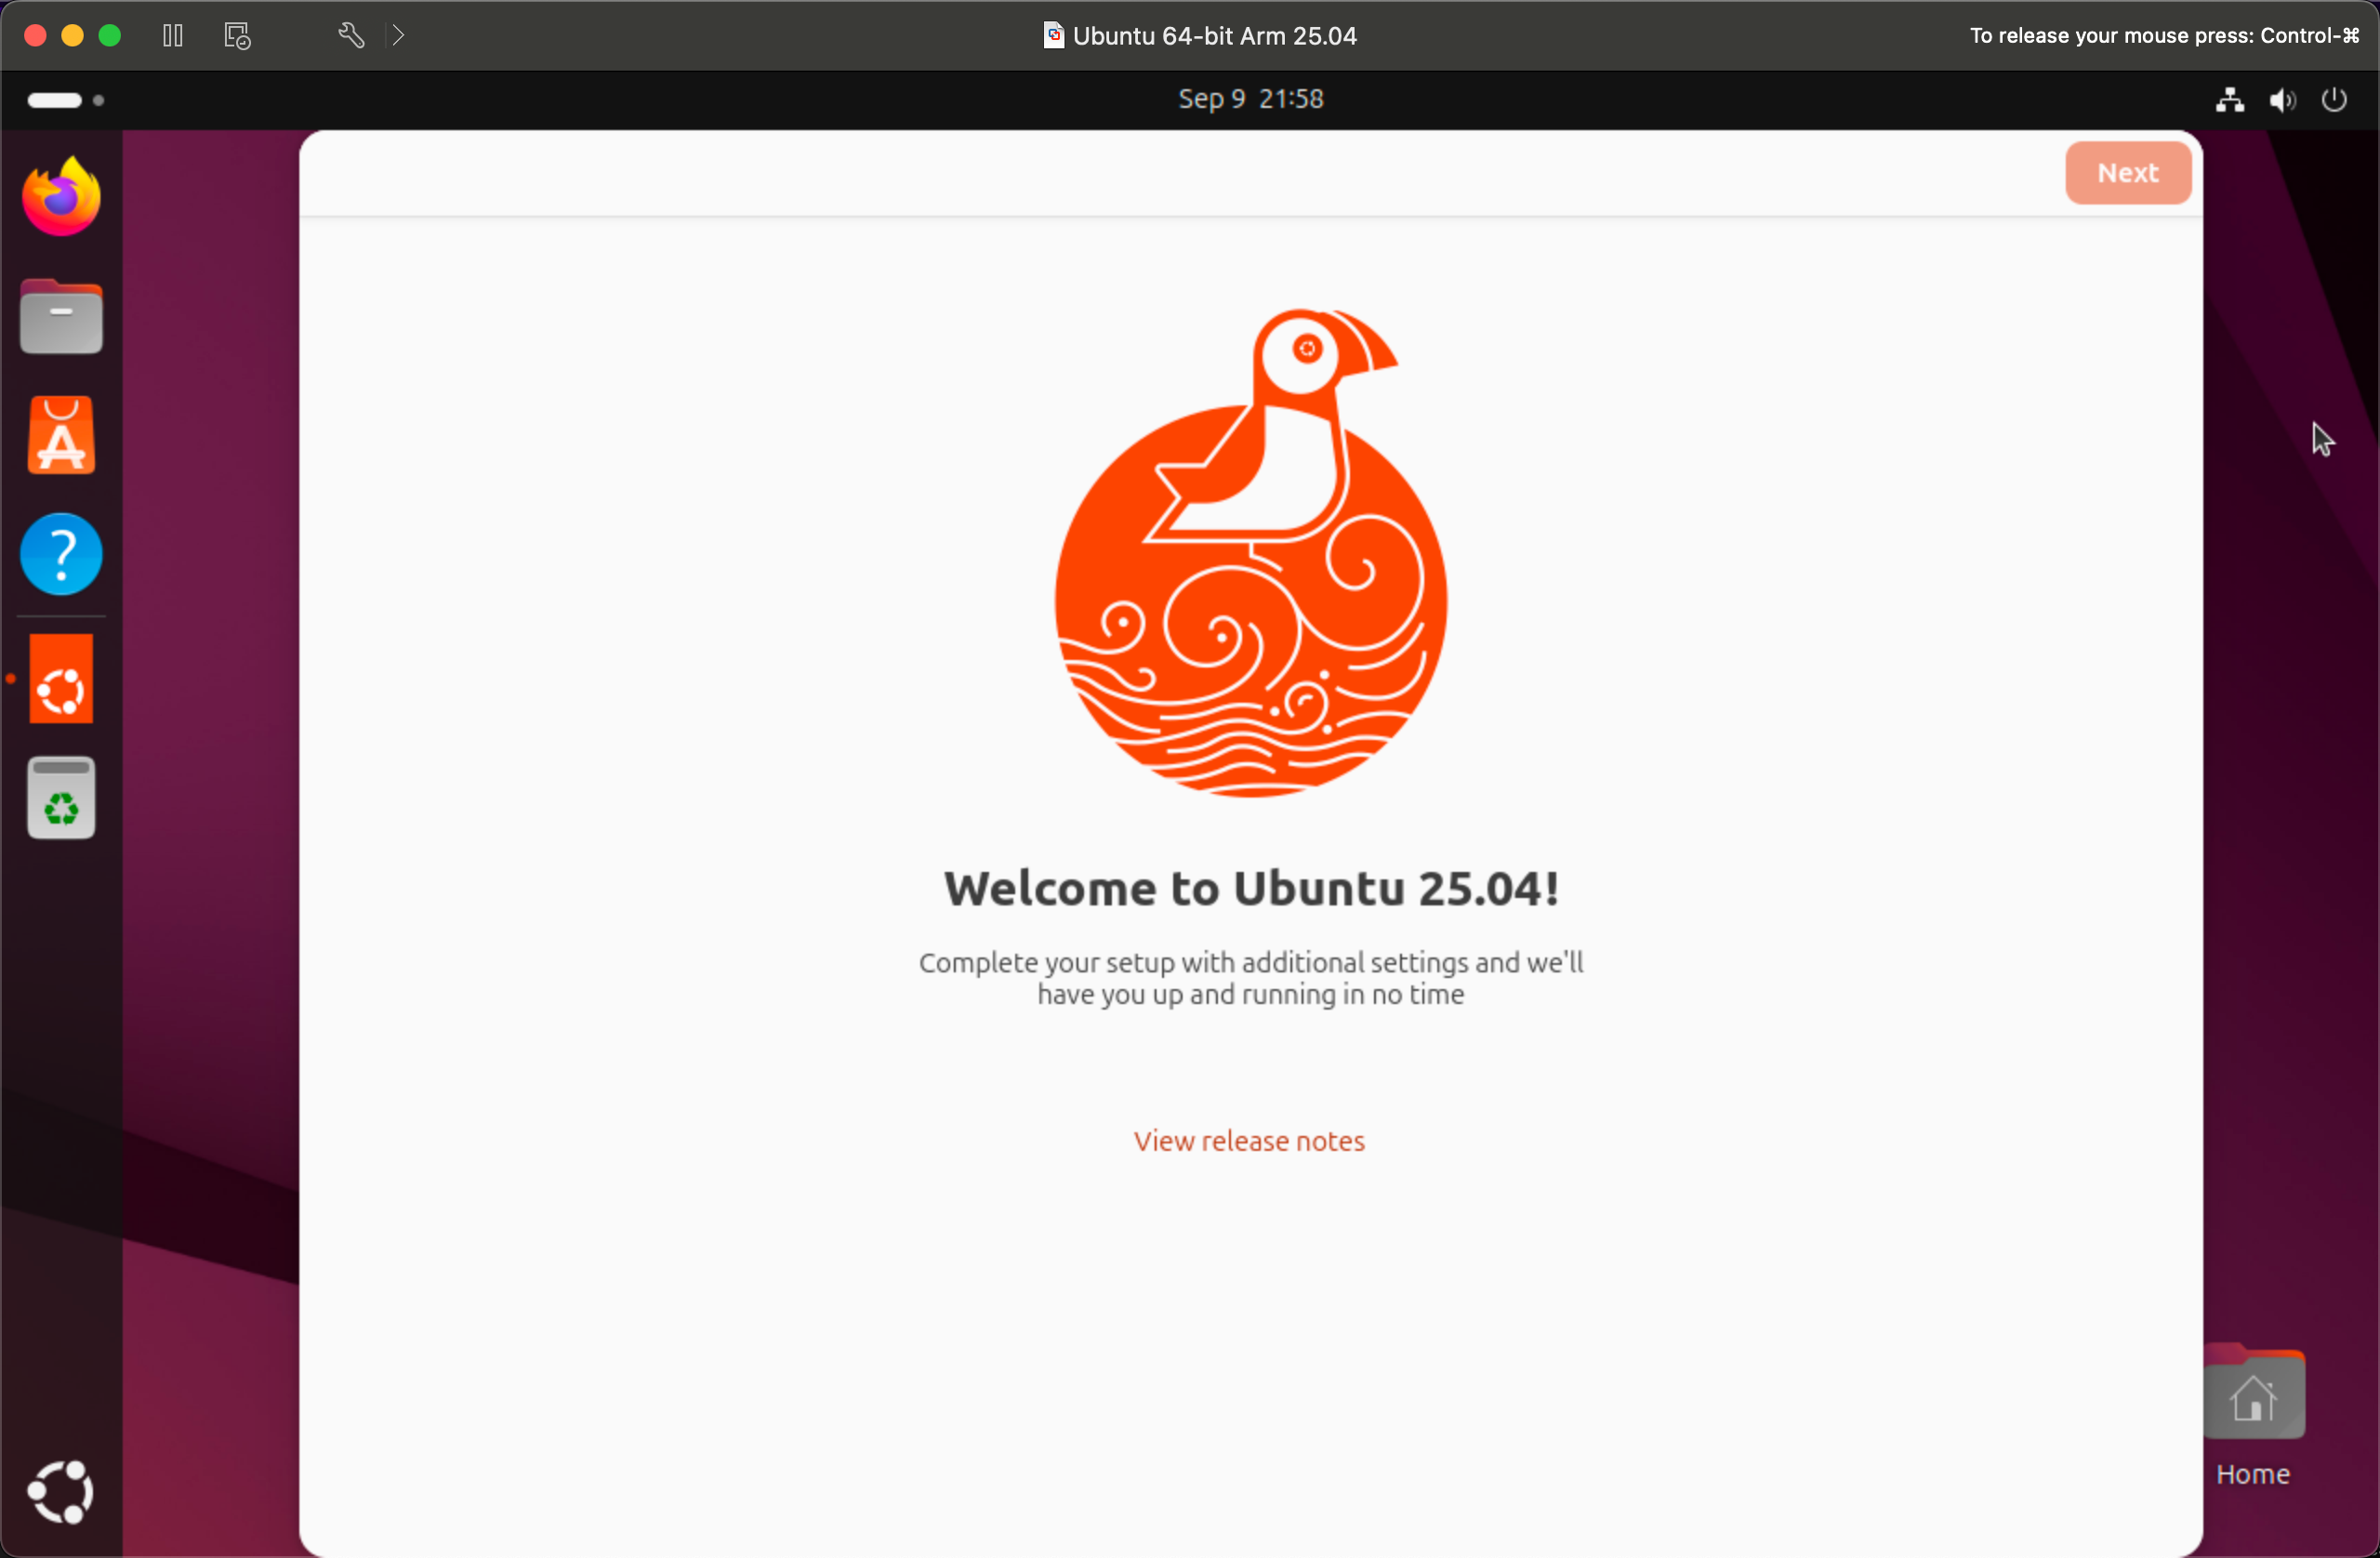 Ubuntu 64-bit Arm 25.04
To release your mouse press: Control-⌘
Sep 9 21:58
Next
Welcome to Ubuntu 25.04!
Complete your setup with additional settings and we'll
have you up and running in no time
View release notes
Home